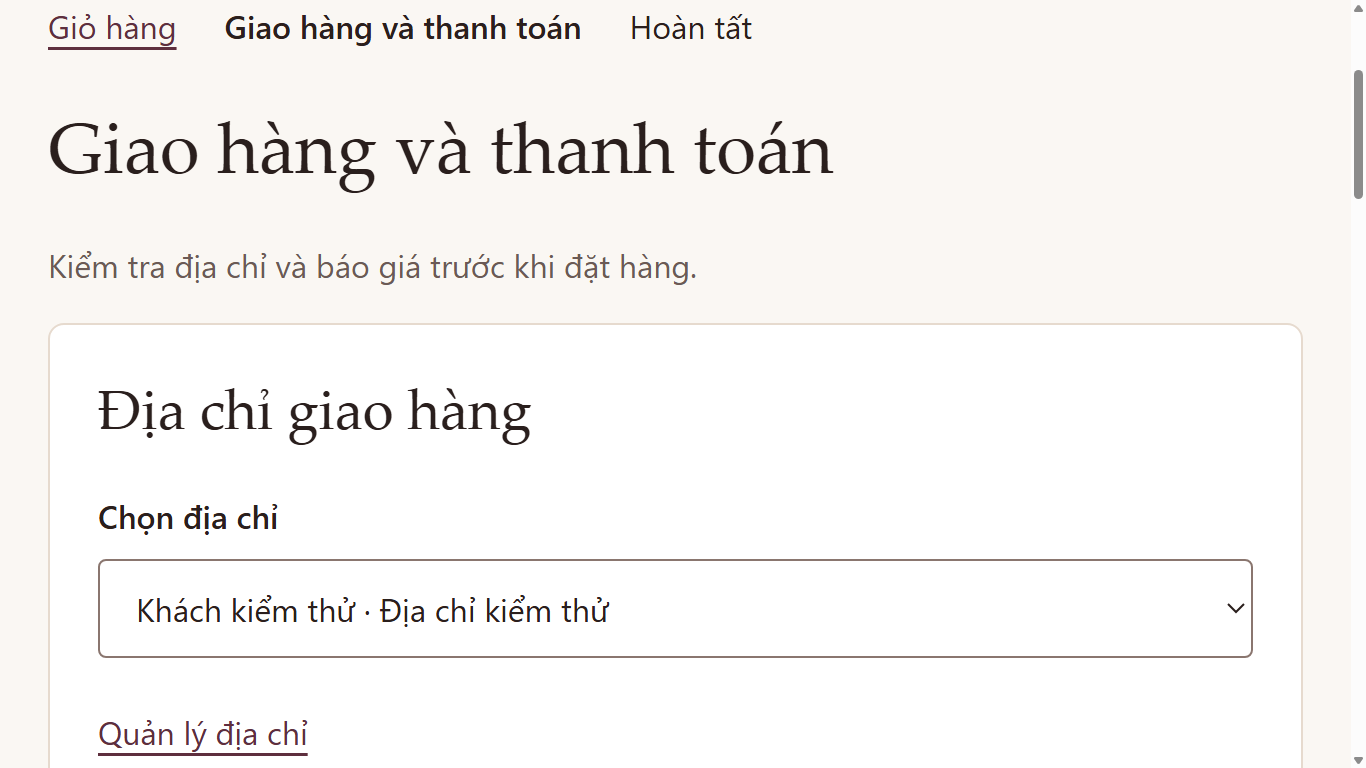 Giỏ hàng Giao hàng và thanh toán Hoàn tất
Giao hàng và thanh toán
Kiểm tra địa chỉ và báo giá trước khi đặt hàng.
Địa chỉ giao hàng
Chọn địa chỉ
Khách kiểm thử · Địa chỉ kiểm thử
Quản lý địa chỉ